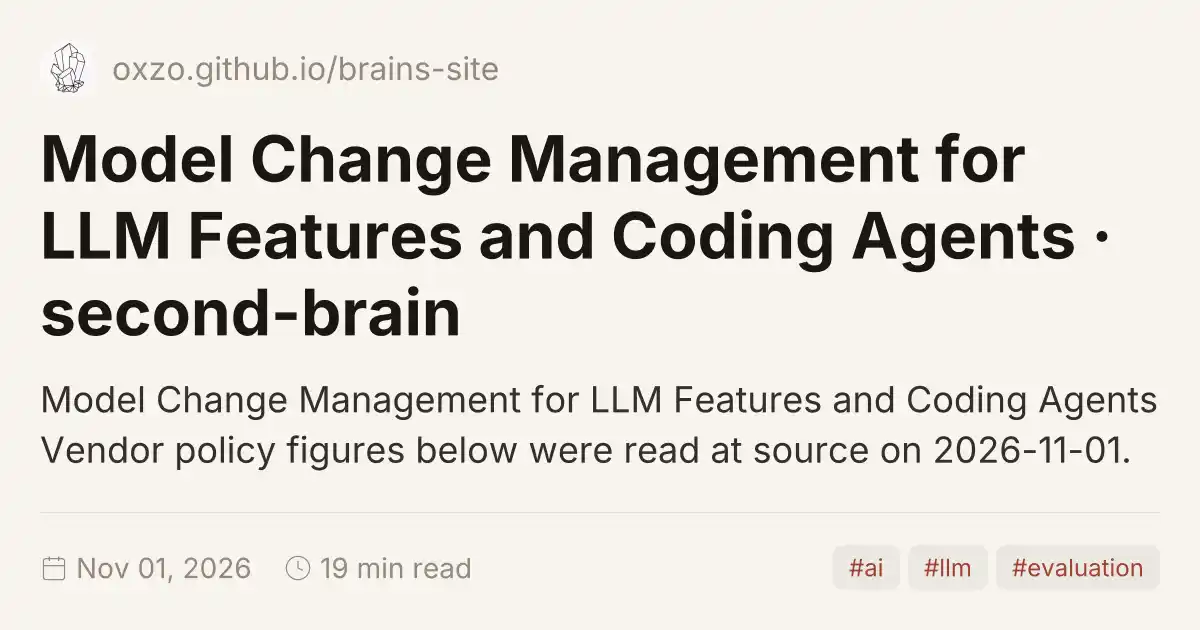 oxzo.github.io/brains-site
Model Change Management for
LLM Features and Coding Agents ·
second-brain
Model Change Management for LLM Features and Coding Agents
Vendor policy figures below were read at source on 2026-11-01.
Nov 01, 2026
19 min read
#ai
#llm
#evaluation